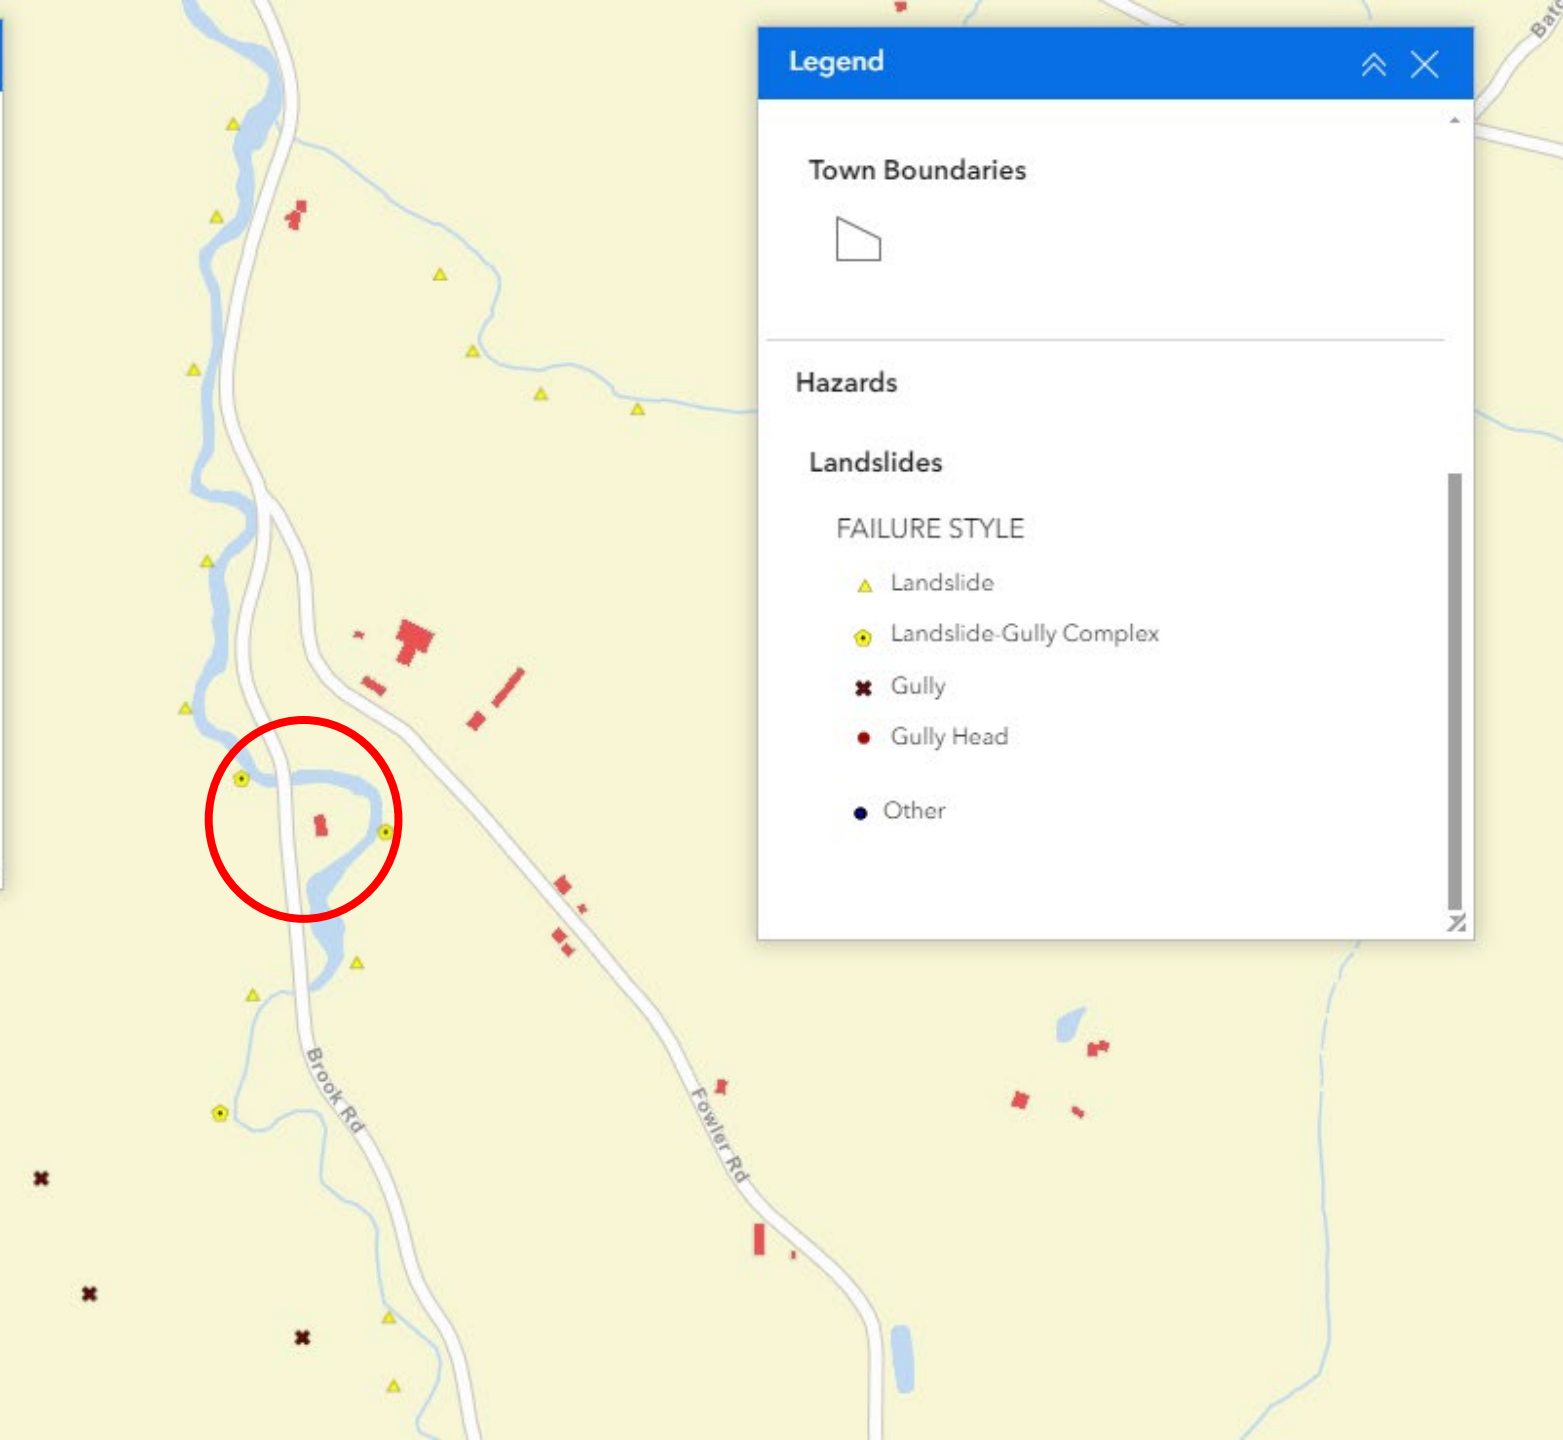 Legend
Town Boundaries
Hazards
Landslides
FAILURE STYLE
Landslide
Landslide-Gully Complex
Gully
Gully Head
Other
Brook Rd
Fowler Rd